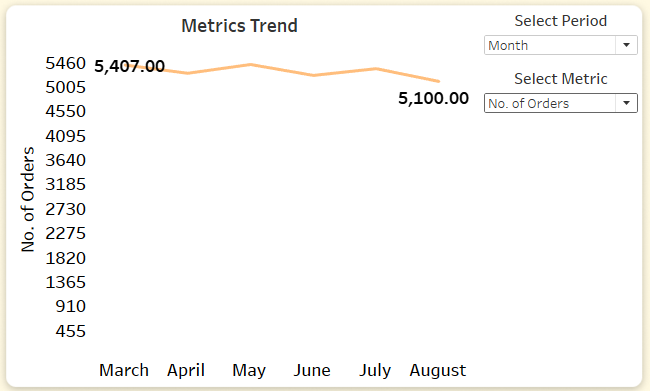 Metrics Trend
Select Period
Month
Select Metric
No. of Orders
No. of Orders
5460
5005
4550
4095
3640
3185
2730
2275
1820
1365
910
455
5,407.00
5,100.00
March April May June July August